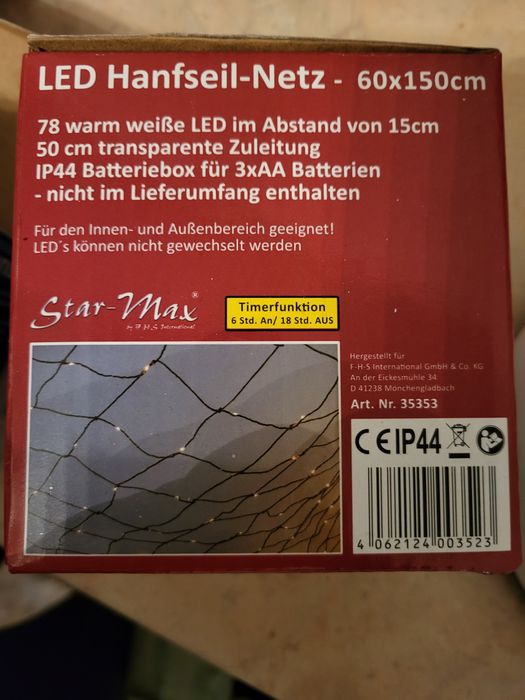 LED Hanfseil-Netz - 60x150cm
78 warm weiße LED im Abstand von 15cm
50 cm transparente Zuleitung
IP44 Batteriebox für 3xAA Batterien
- nicht im Lieferumfang enthalten
Für den Innen- und Außenbereich geeignet!
LED´s können nicht gewechselt werden
Star-Max®
by F-H-S International
Timerfunktion
6 Std. An/ 18 Std. AUS
Hergestellt für
F-H-S International GmbH & Co. KG
An der Eickesmühle 34
D 41238 Mönchengladbach
Art. Nr. 35353
CE IP44
4 062124 003523